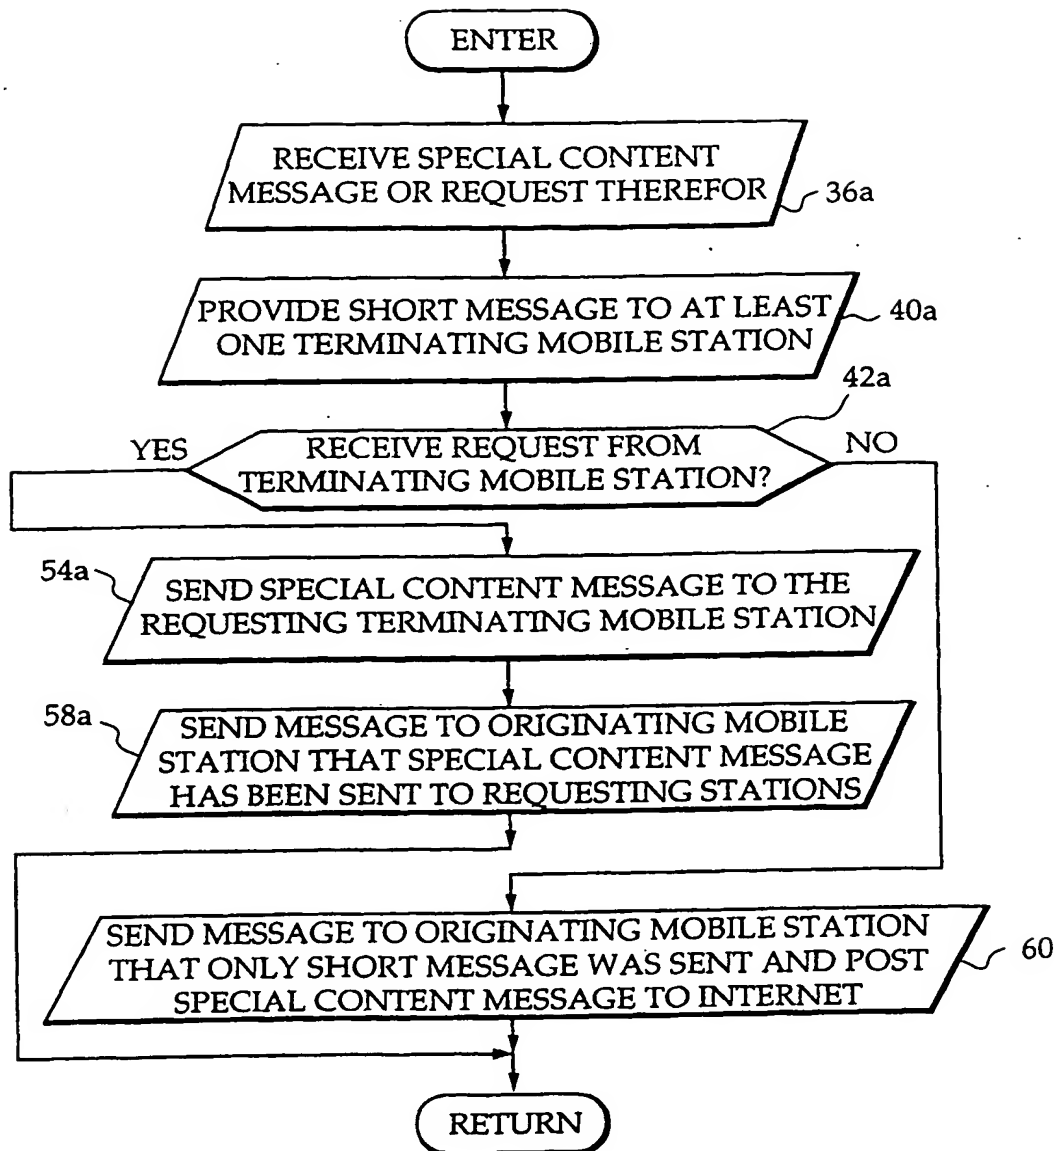 ENTER
RECEIVE SPECIAL CONTENT
MESSAGE OR REQUEST THEREFOR
36a
PROVIDE SHORT MESSAGE TO AT LEAST
ONE TERMINATING MOBILE STATION
40a
42a
YES
RECEIVE REQUEST FROM
TERMINATING MOBILE STATION?
NO
54a
SEND SPECIAL CONTENT MESSAGE TO THE
REQUESTING TERMINATING MOBILE STATION
58a
SEND MESSAGE TO ORIGINATING MOBILE
STATION THAT SPECIAL CONTENT MESSAGE
HAS BEEN SENT TO REQUESTING STATIONS
SEND MESSAGE TO ORIGINATING MOBILE STATION
THAT ONLY SHORT MESSAGE WAS SENT AND POST
SPECIAL CONTENT MESSAGE TO INTERNET
60
RETURN